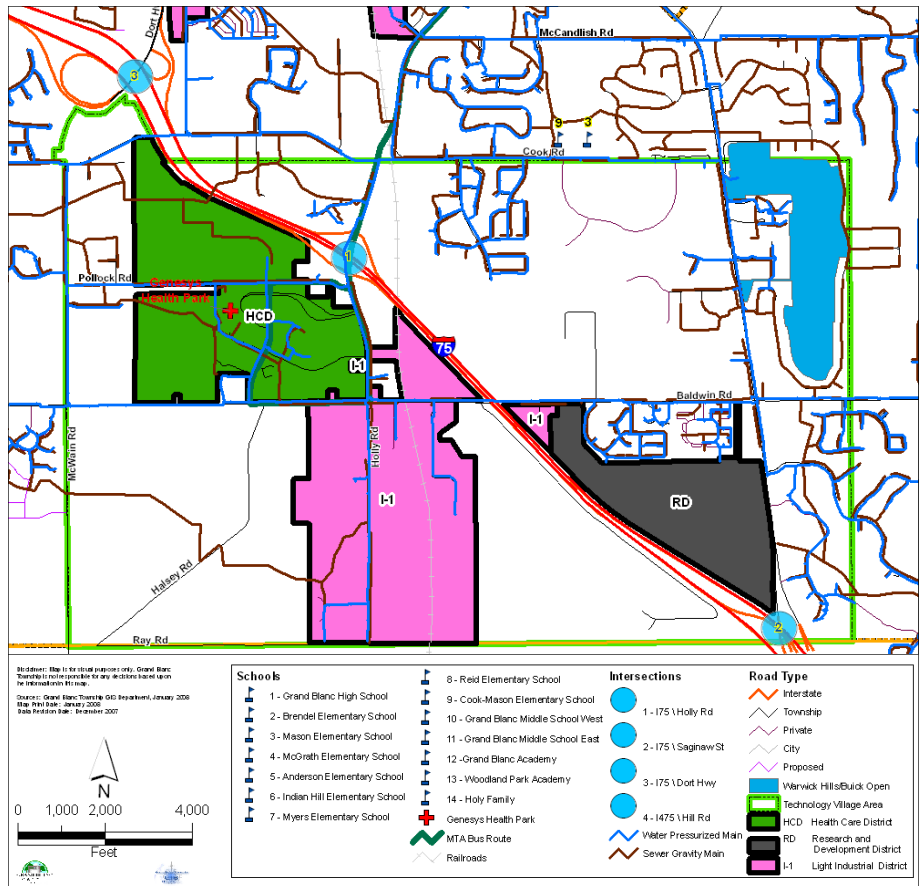 McCandlish Rd
Dort H
3
9 3
Cook Rd
1
Pollock Rd
Genesys
Health Park
HCD
75
I-1
Baldwin Rd
I-1
McWain Rd
Holly Rd
I-1
RD
Halsey Rd
2
Ray Rd
Disclaimer: Map is for visual purposes only. Grand Blanc
Township is not responsible for any decisions based upon
the information in this map.
Sources: Grand Blanc Township GIS Department, January 2008
Map Print Date: January 2008
Data Revision Date: December 2007
N
0 2,000 4,000
Feet
Schools
1 - Grand Blanc High School
2 - Brendel Elementary School
3 - Mason Elementary School
4 - McGrath Elementary School
5 - Anderson Elementary School
6 - Indian Hill Elementary School
7 - Myers Elementary School
8 - Reid Elementary School
9 - Cook-Mason Elementary School
10 - Grand Blanc Middle School West
11 - Grand Blanc Middle School East
12 - Grand Blanc Academy
13 - Woodland Park Academy
14 - Holy Family
Genesys Health Park
MTA Bus Route
Railroads
Intersections
1 - I75 \ Holly Rd
2 - I75 \ Saginaw St
3 - I75 \ Dort Hwy
4 - I475 \ Hill Rd
Water Pressurized Main
Sewer Gravity Main
Road Type
Interstate
Township
Private
City
Proposed
Warwick Hills/Buick Open
Technology Village Area
HCD Health Care District
RD Research and
Development District
I-1 Light Industrial District